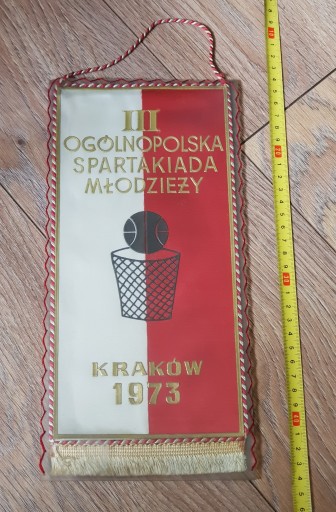 III
OGÓLNOPOLSKA
SPARTAKIADA
MŁODZIEŻY
KRAKÓW
1973